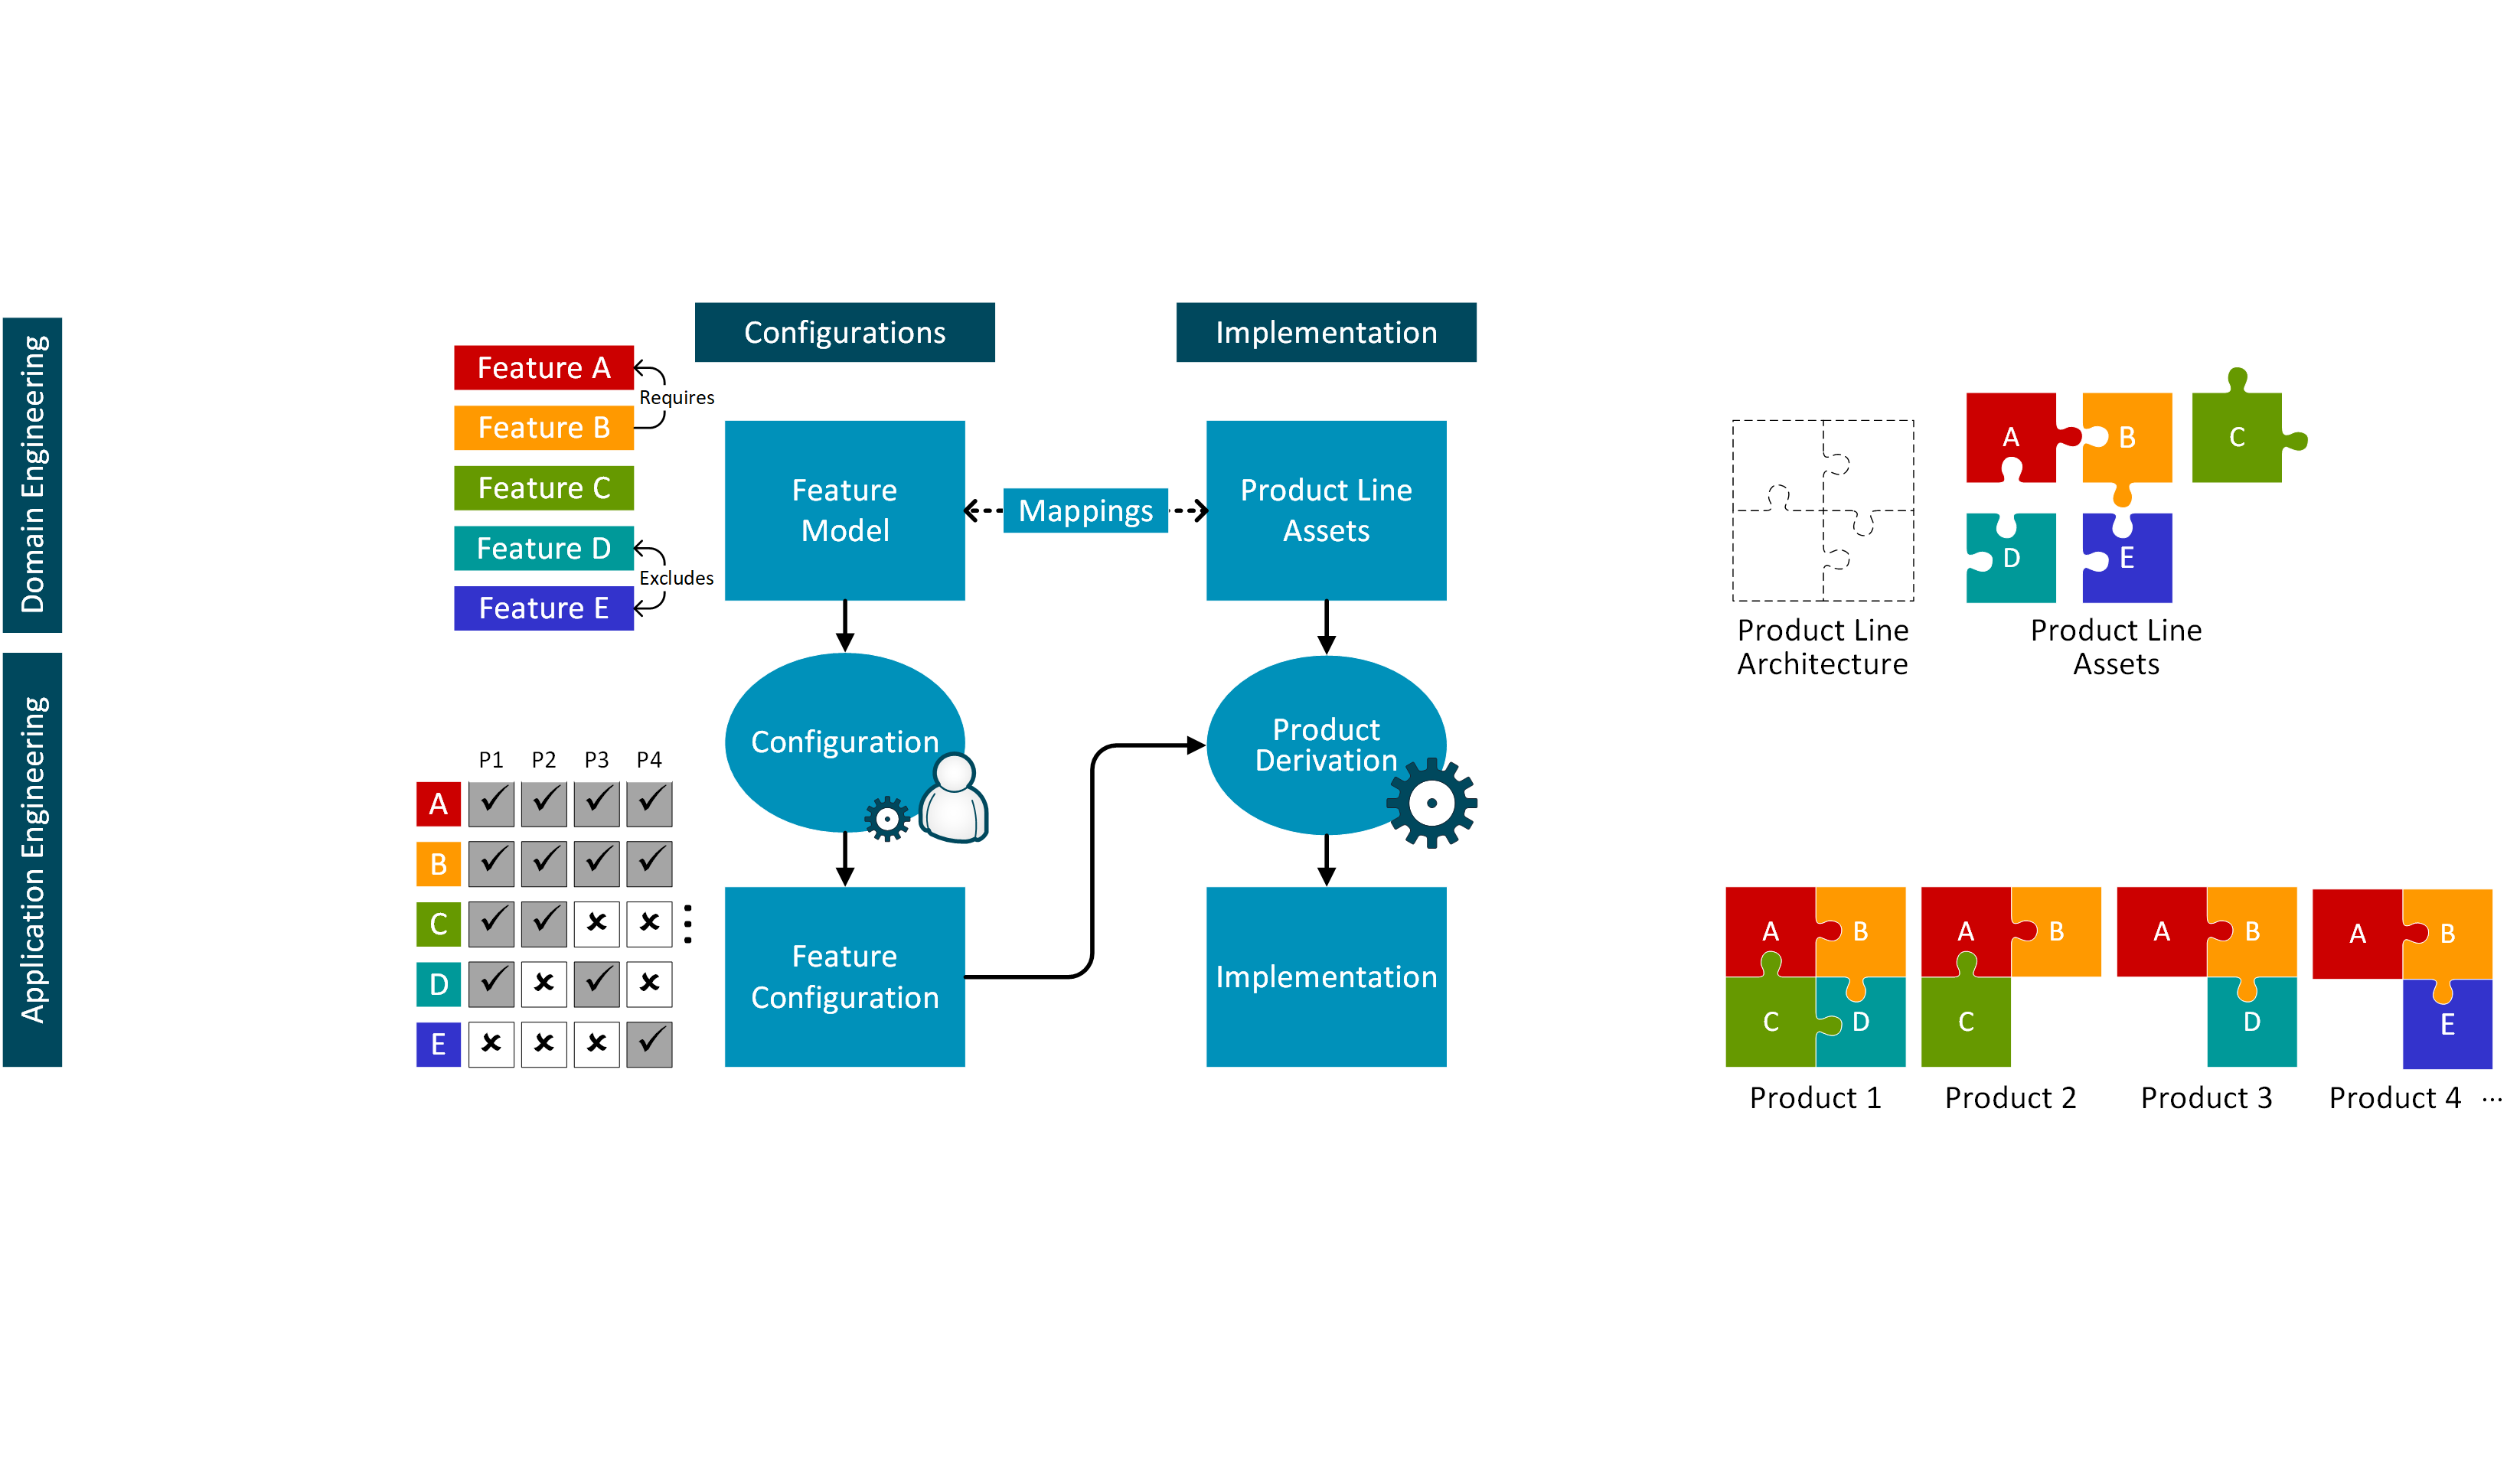 Domain Engineering
Application Engineering
Configurations
Implementation
Feature A
Requires
Feature B
Feature C
Feature D
Excludes
Feature E
Feature
Model
Mappings
Product Line
Assets
A
B
C
D
E
Product Line
Architecture
Product Line
Assets
Configuration
Product
Derivation
P1 P2 P3 P4
A
B
C
D
E
Feature
Configuration
Implementation
A B
C D
Product 1
A B
C
Product 2
A B
D
Product 3
A B
E
Product 4 ...